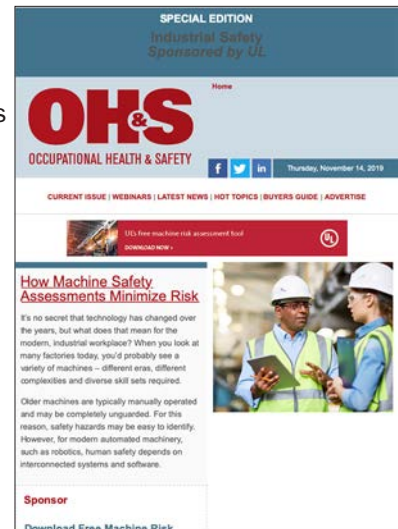 SPECIAL EDITION
Industrial Safety
Sponsored by UL
s
Home
OH&S
OCCUPATIONAL HEALTH & SAFETY
f in Thursday, November 14, 2019
CURRENT ISSUE | WEBINARS | LATEST NEWS | HOT TOPICS | BUYERS GUIDE | ADVERTISE
UL's free machine risk assessment tool
DOWNLOAD NOW »
UL
How Machine Safety
Assessments Minimize Risk
It's no secret that technology has changed over
the years, but what does that mean for the
modern, industrial workplace? When you look at
many factories today, you'd probably see a
variety of machines – different eras, different
complexities and diverse skill sets required.
Older machines are typically manually operated
and may be completely unguarded. For this
reason, safety hazards may be easy to identify.
However, for modern automated machinery,
such as robotics, human safety depends on
interconnected systems and software.
Sponsor
Download Free Machine Risk